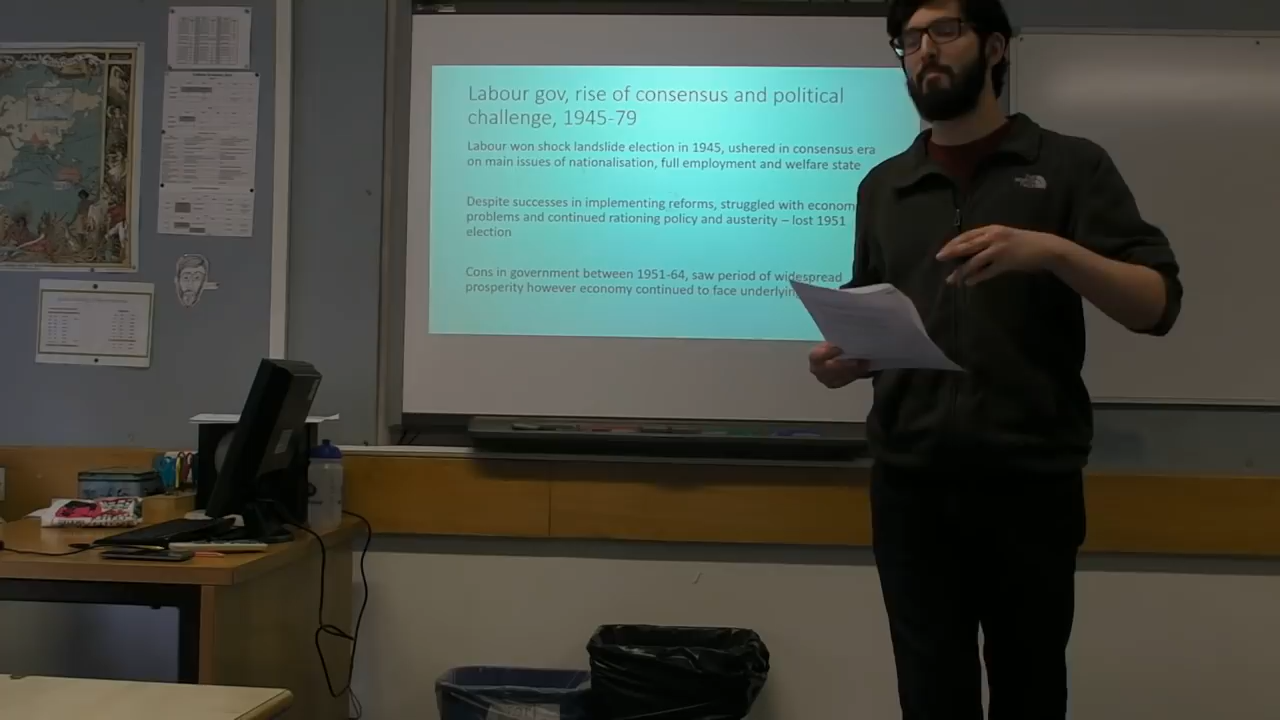 Labour gov, rise of consensus and political
challenge, 1945-79
Labour won shock landslide election in 1945, ushered in consensus era
on main issues of nationalisation, full employment and welfare state
Despite successes in implementing reforms, struggled with econom
problems and continued rationing policy and austerity – lost 1951
election
Cons in government between 1951-64, saw period of widespread
prosperity however economy continued to face underlyin
THE
NORTH
FACE